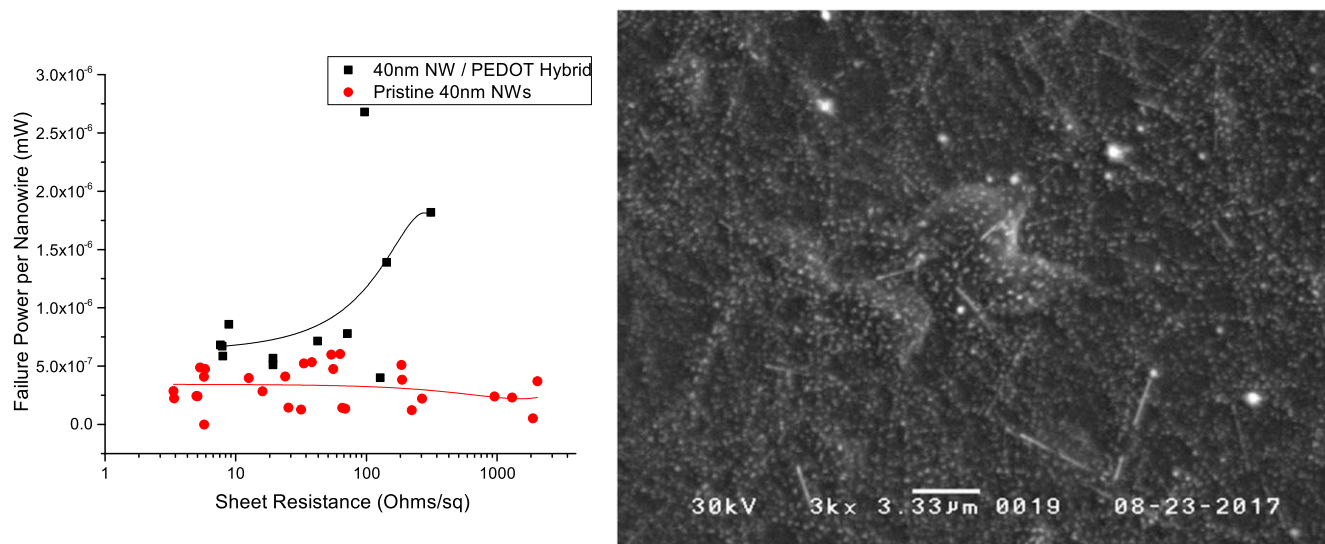 40nm NW / PEDOT Hybrid
Pristine 40nm NWs
Failure Power per Nanowire (mW)
3.0x10⁻⁶
2.5x10⁻⁶
2.0x10⁻⁶
1.5x10⁻⁶
1.0x10⁻⁶
5.0x10⁻⁷
0.0
1 10 100 1000
Sheet Resistance (Ohms/sq)
30kV 3kx 3.33µm 0019 08-23-2017